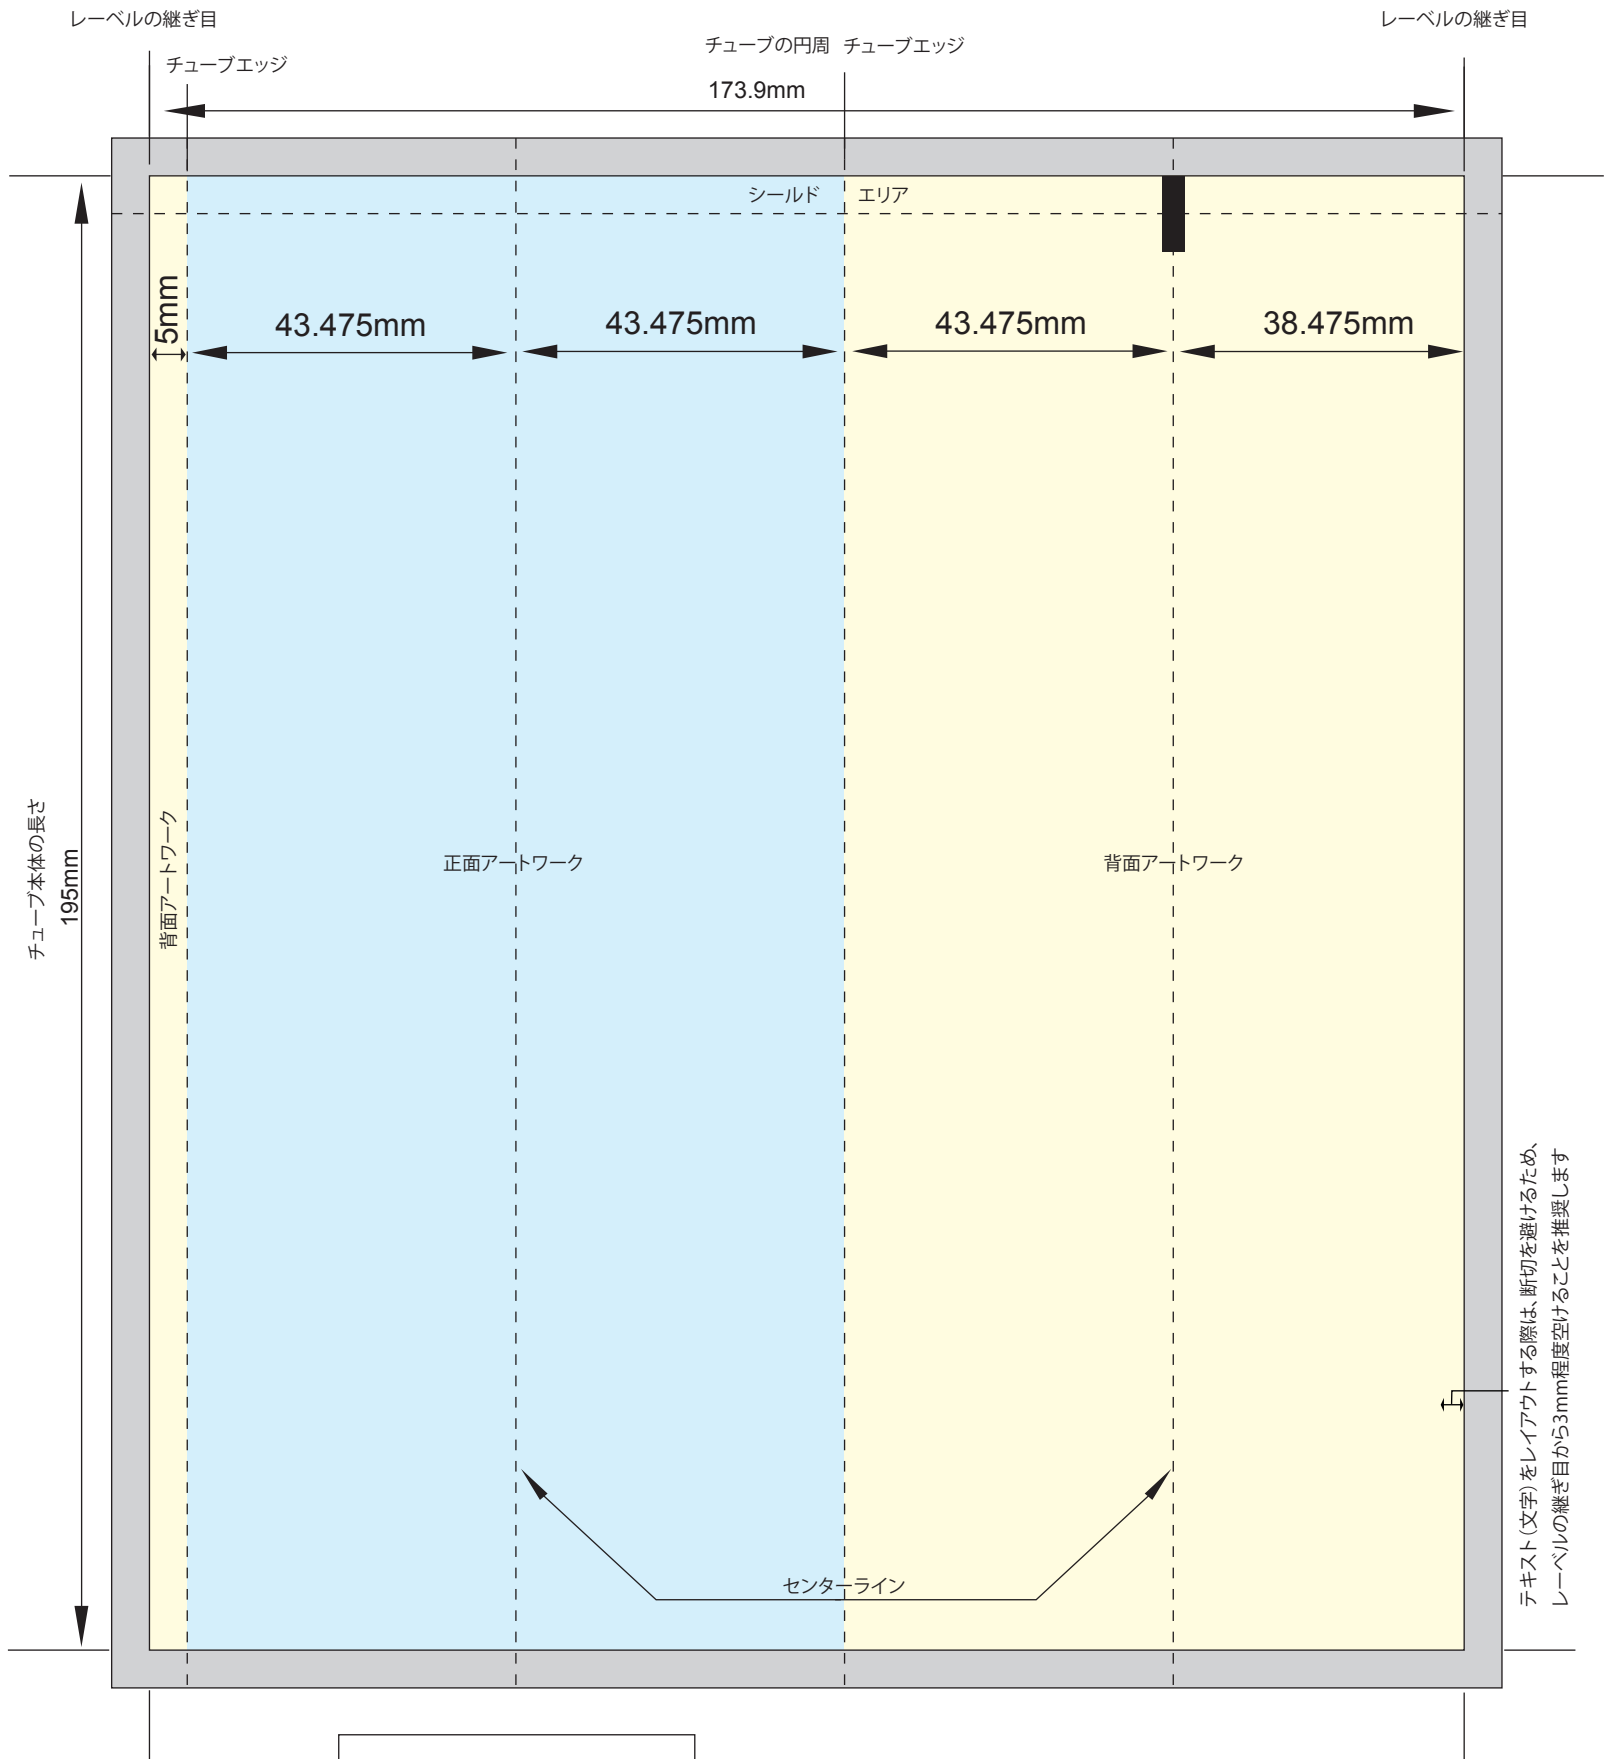 レーベルの継ぎ目
レーベルの継ぎ目
チューブの円周 チューブエッジ
チューブエッジ
173.9mm
シールド エリア
5mm
43.475mm
43.475mm
43.475mm
38.475mm
チューブ本体の長さ
195mm
背面アートワーク
正面アートワーク
背面アートワーク
テキスト(文字)をレイアウトする際は、断切を避けるため、
レーベルの継ぎ目から3mm程度空けることを推奨します
センターライン